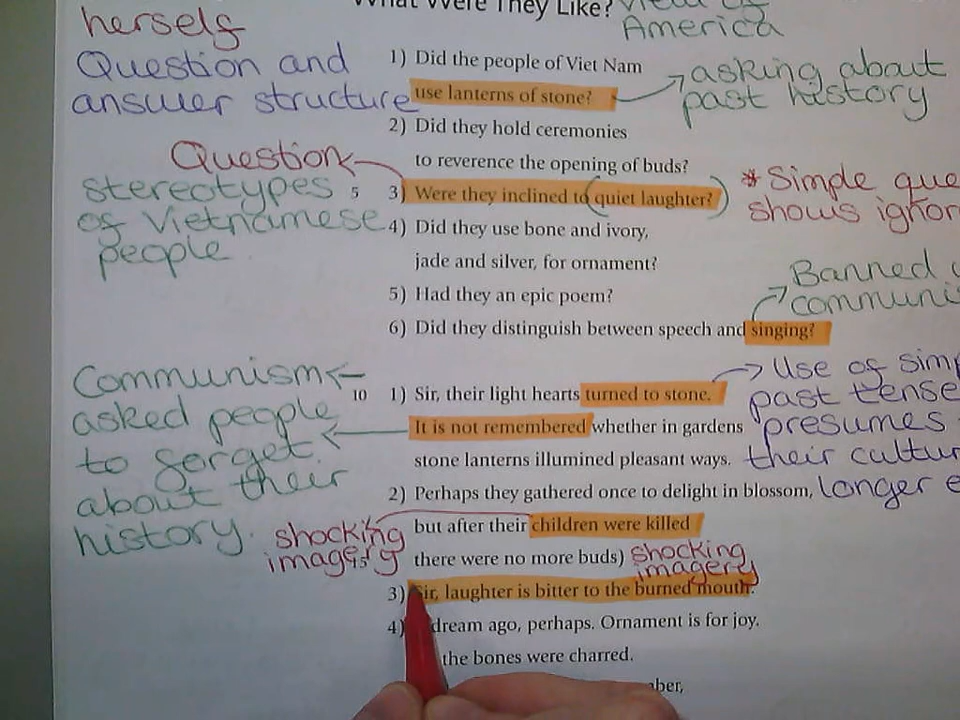 What Were They Like?
View of
America
herself
Question and
answer structure
1) Did the people of Viet Nam
use lanterns of stone?
asking about
past history
2) Did they hold ceremonies
to reverence the opening of buds?
Question
stereotypes
of Vietnamese
people
5 3) Were they inclined to quiet laughter?
* Simple que
shows ignor
4) Did they use bone and ivory,
jade and silver, for ornament?
5) Had they an epic poem?
Banned
communi
6) Did they distinguish between speech and singing?
Communism
asked people
to forget
about their
history.
10 1) Sir, their light hearts turned to stone.
It is not remembered whether in gardens
stone lanterns illumined pleasant ways.
Use of simp
past tense
presumes
their cultur
longer e
2) Perhaps they gathered once to delight in blossom,
but after their children were killed
15 there were no more buds)
shocking
imagery
shocking
imagery
3) Sir, laughter is bitter to the burned mouth.
4) dream ago, perhaps. Ornament is for joy.
the bones were charred.